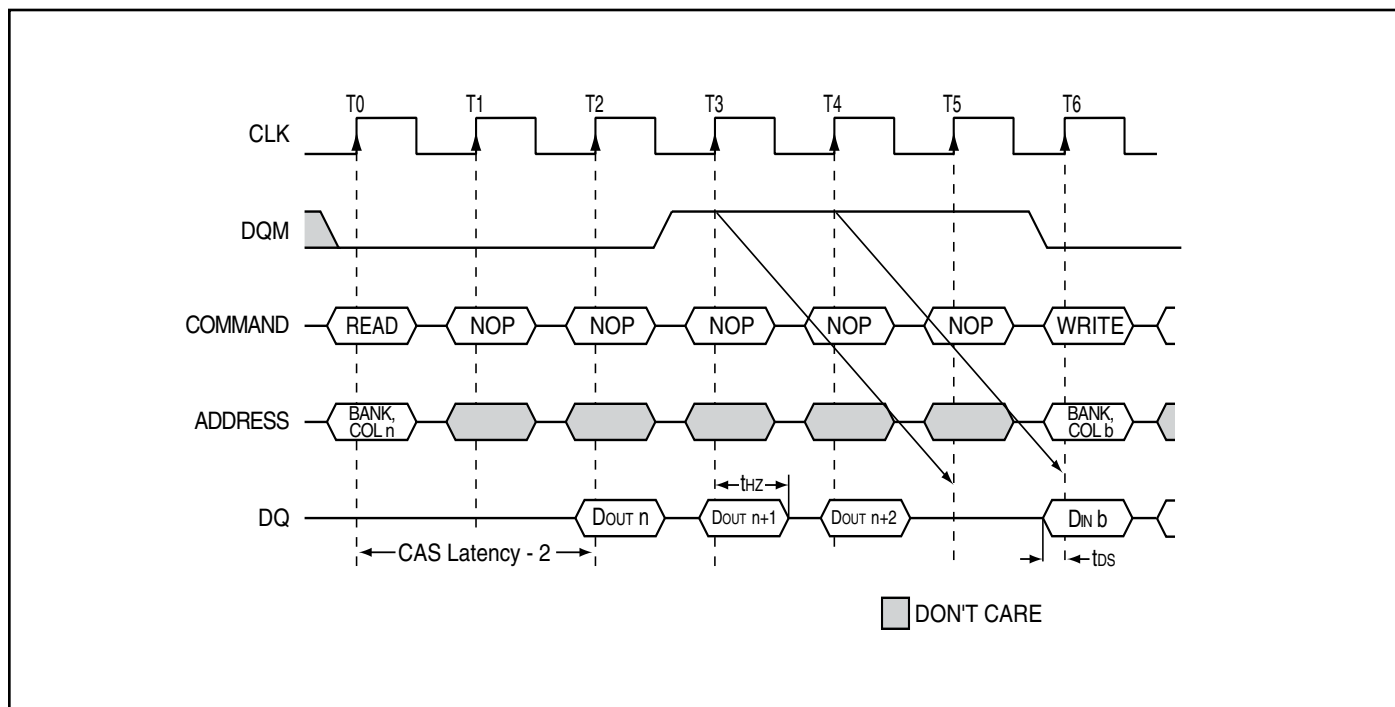 T0 T1 T2 T3 T4 T5 T6
CLK
DQM
COMMAND READ NOP NOP NOP NOP NOP WRITE
ADDRESS BANK, COL n BANK, COL b
tHZ
DQ DOUT n DOUT n+1 DOUT n+2 DIN b
CAS Latency - 2 tDS
DON'T CARE